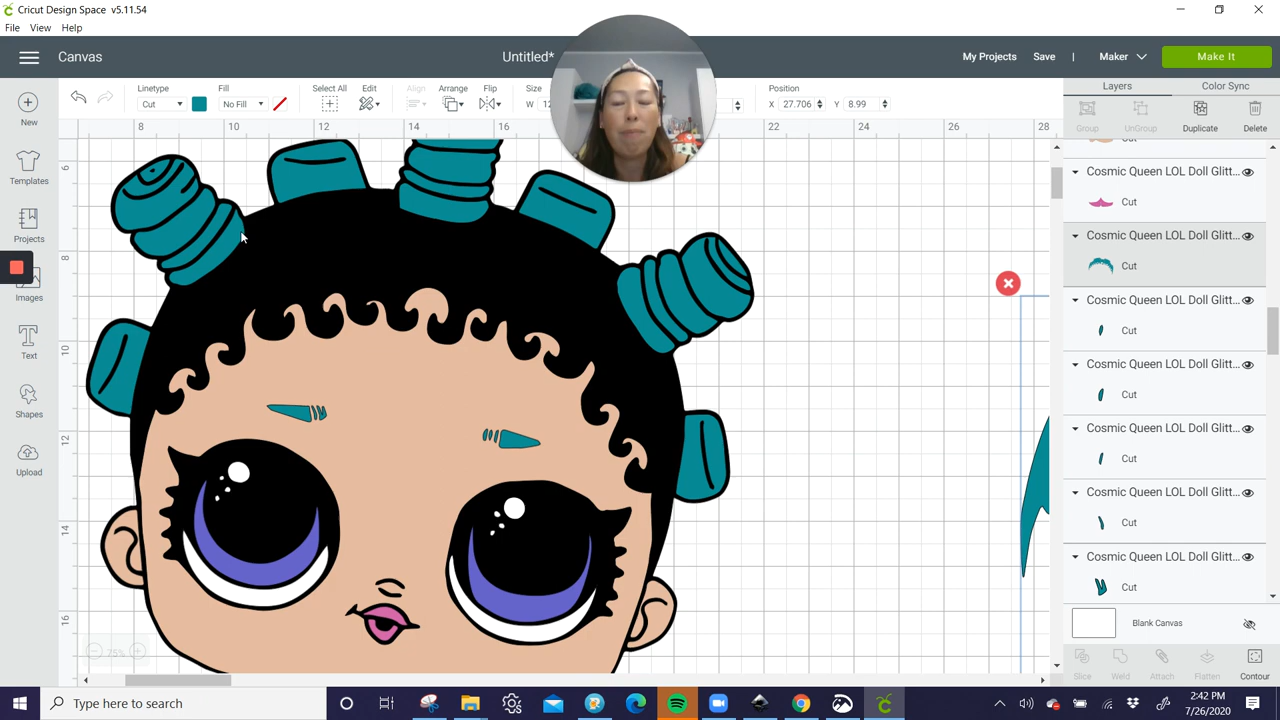 Cricut Design Space v5.11.54
File View Help
Canvas
Untitled*
My Projects Save | Maker Make It
Linetype Fill Select All Edit Align Arrange Flip Size Position
Cut No Fill W 12 X 27.706 Y 8.99
Layers Color Sync
Group UnGroup Duplicate Delete
New
Templates
Projects
Images
Text
Shapes
Upload
8 10 12 14 16 22 24 26 28
6
8
10
12
14
16
75%
Cut
Cosmic Queen LOL Doll Glitt...
Cut
Cosmic Queen LOL Doll Glitt...
Cut
Cosmic Queen LOL Doll Glitt...
Cut
Cosmic Queen LOL Doll Glitt...
Cut
Cosmic Queen LOL Doll Glitt...
Cut
Cosmic Queen LOL Doll Glitt...
Cut
Cosmic Queen LOL Doll Glitt...
Cut
Blank Canvas
Slice Weld Attach Flatten Contour
Type here to search
2:42 PM
7/26/2020